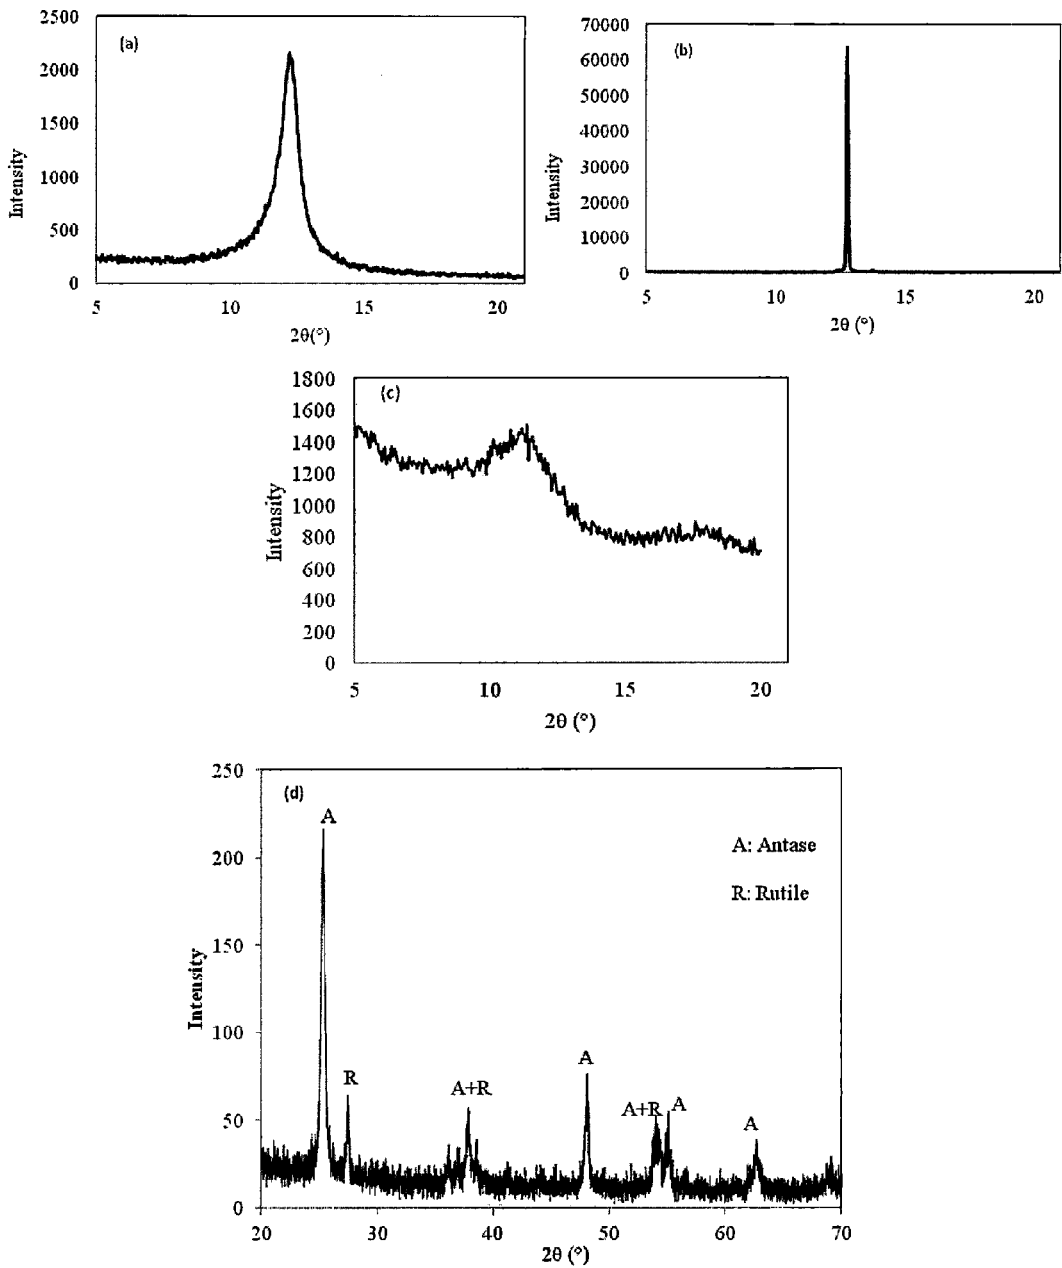 (a)
2500
2000
1500
1000
500
0
Intensity
5 10 15 20
2θ(°)
(b)
70000
60000
50000
40000
30000
20000
10000
0
Intensity
5 10 15 20
2θ (°)
(c)
1800
1600
1400
1200
1000
800
600
400
200
0
Intensity
5 10 15 20
2θ (°)
(d)
250
200
150
100
50
0
Intensity
A
R
A+R
A
A+R A
A
A: Antase
R: Rutile
20 30 40 50 60 70
2θ (°)